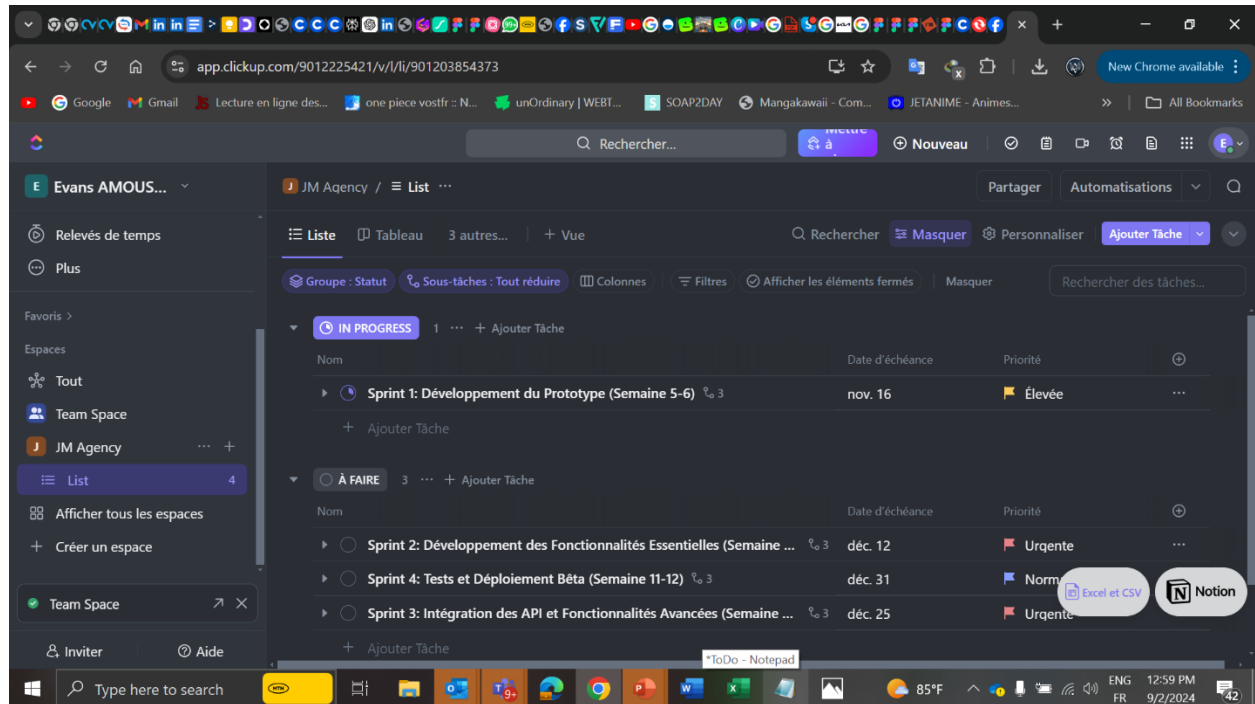 app.clickup.com/9012225421/v/l/li/901203854373
New Chrome available
Google Gmail Lecture en ligne des... one piece vostfr :: N... unOrdinary | WEBT... SOAP2DAY Mangakawaii - Com... JETANIME - Animes... » All Bookmarks
Rechercher... Mettre à Nouveau E
E Evans AMOUS... J JM Agency / List ... Partager Automatisations
Relevés de temps
Plus
Liste Tableau 3 autres... + Vue Rechercher Masquer Personnaliser Ajouter Tâche
Groupe : Statut Sous-tâches : Tout réduire Colonnes Filtres Afficher les éléments fermés Masquer Rechercher des tâches...
Favoris >
Espaces
Tout
Team Space
J JM Agency ... +
List 4
Afficher tous les espaces
+ Créer un espace
Team Space
Inviter Aide
IN PROGRESS 1 ... + Ajouter Tâche
Nom Date d'échéance Priorité
Sprint 1: Développement du Prototype (Semaine 5-6) 3 nov. 16 Élevée ...
+ Ajouter Tâche
À FAIRE 3 ... + Ajouter Tâche
Nom Date d'échéance Priorité
Sprint 2: Développement des Fonctionnalités Essentielles (Semaine ... 3 déc. 12 Urgente ...
Sprint 4: Tests et Déploiement Bêta (Semaine 11-12) 3 déc. 31 Norm
Sprint 3: Intégration des API et Fonctionnalités Avancées (Semaine ... 3 déc. 25 Urgente
+ Ajouter Tâche
Excel et CSV
Notion
*ToDo - Notepad
Type here to search
85°F
ENG
FR
12:59 PM
9/2/2024
42